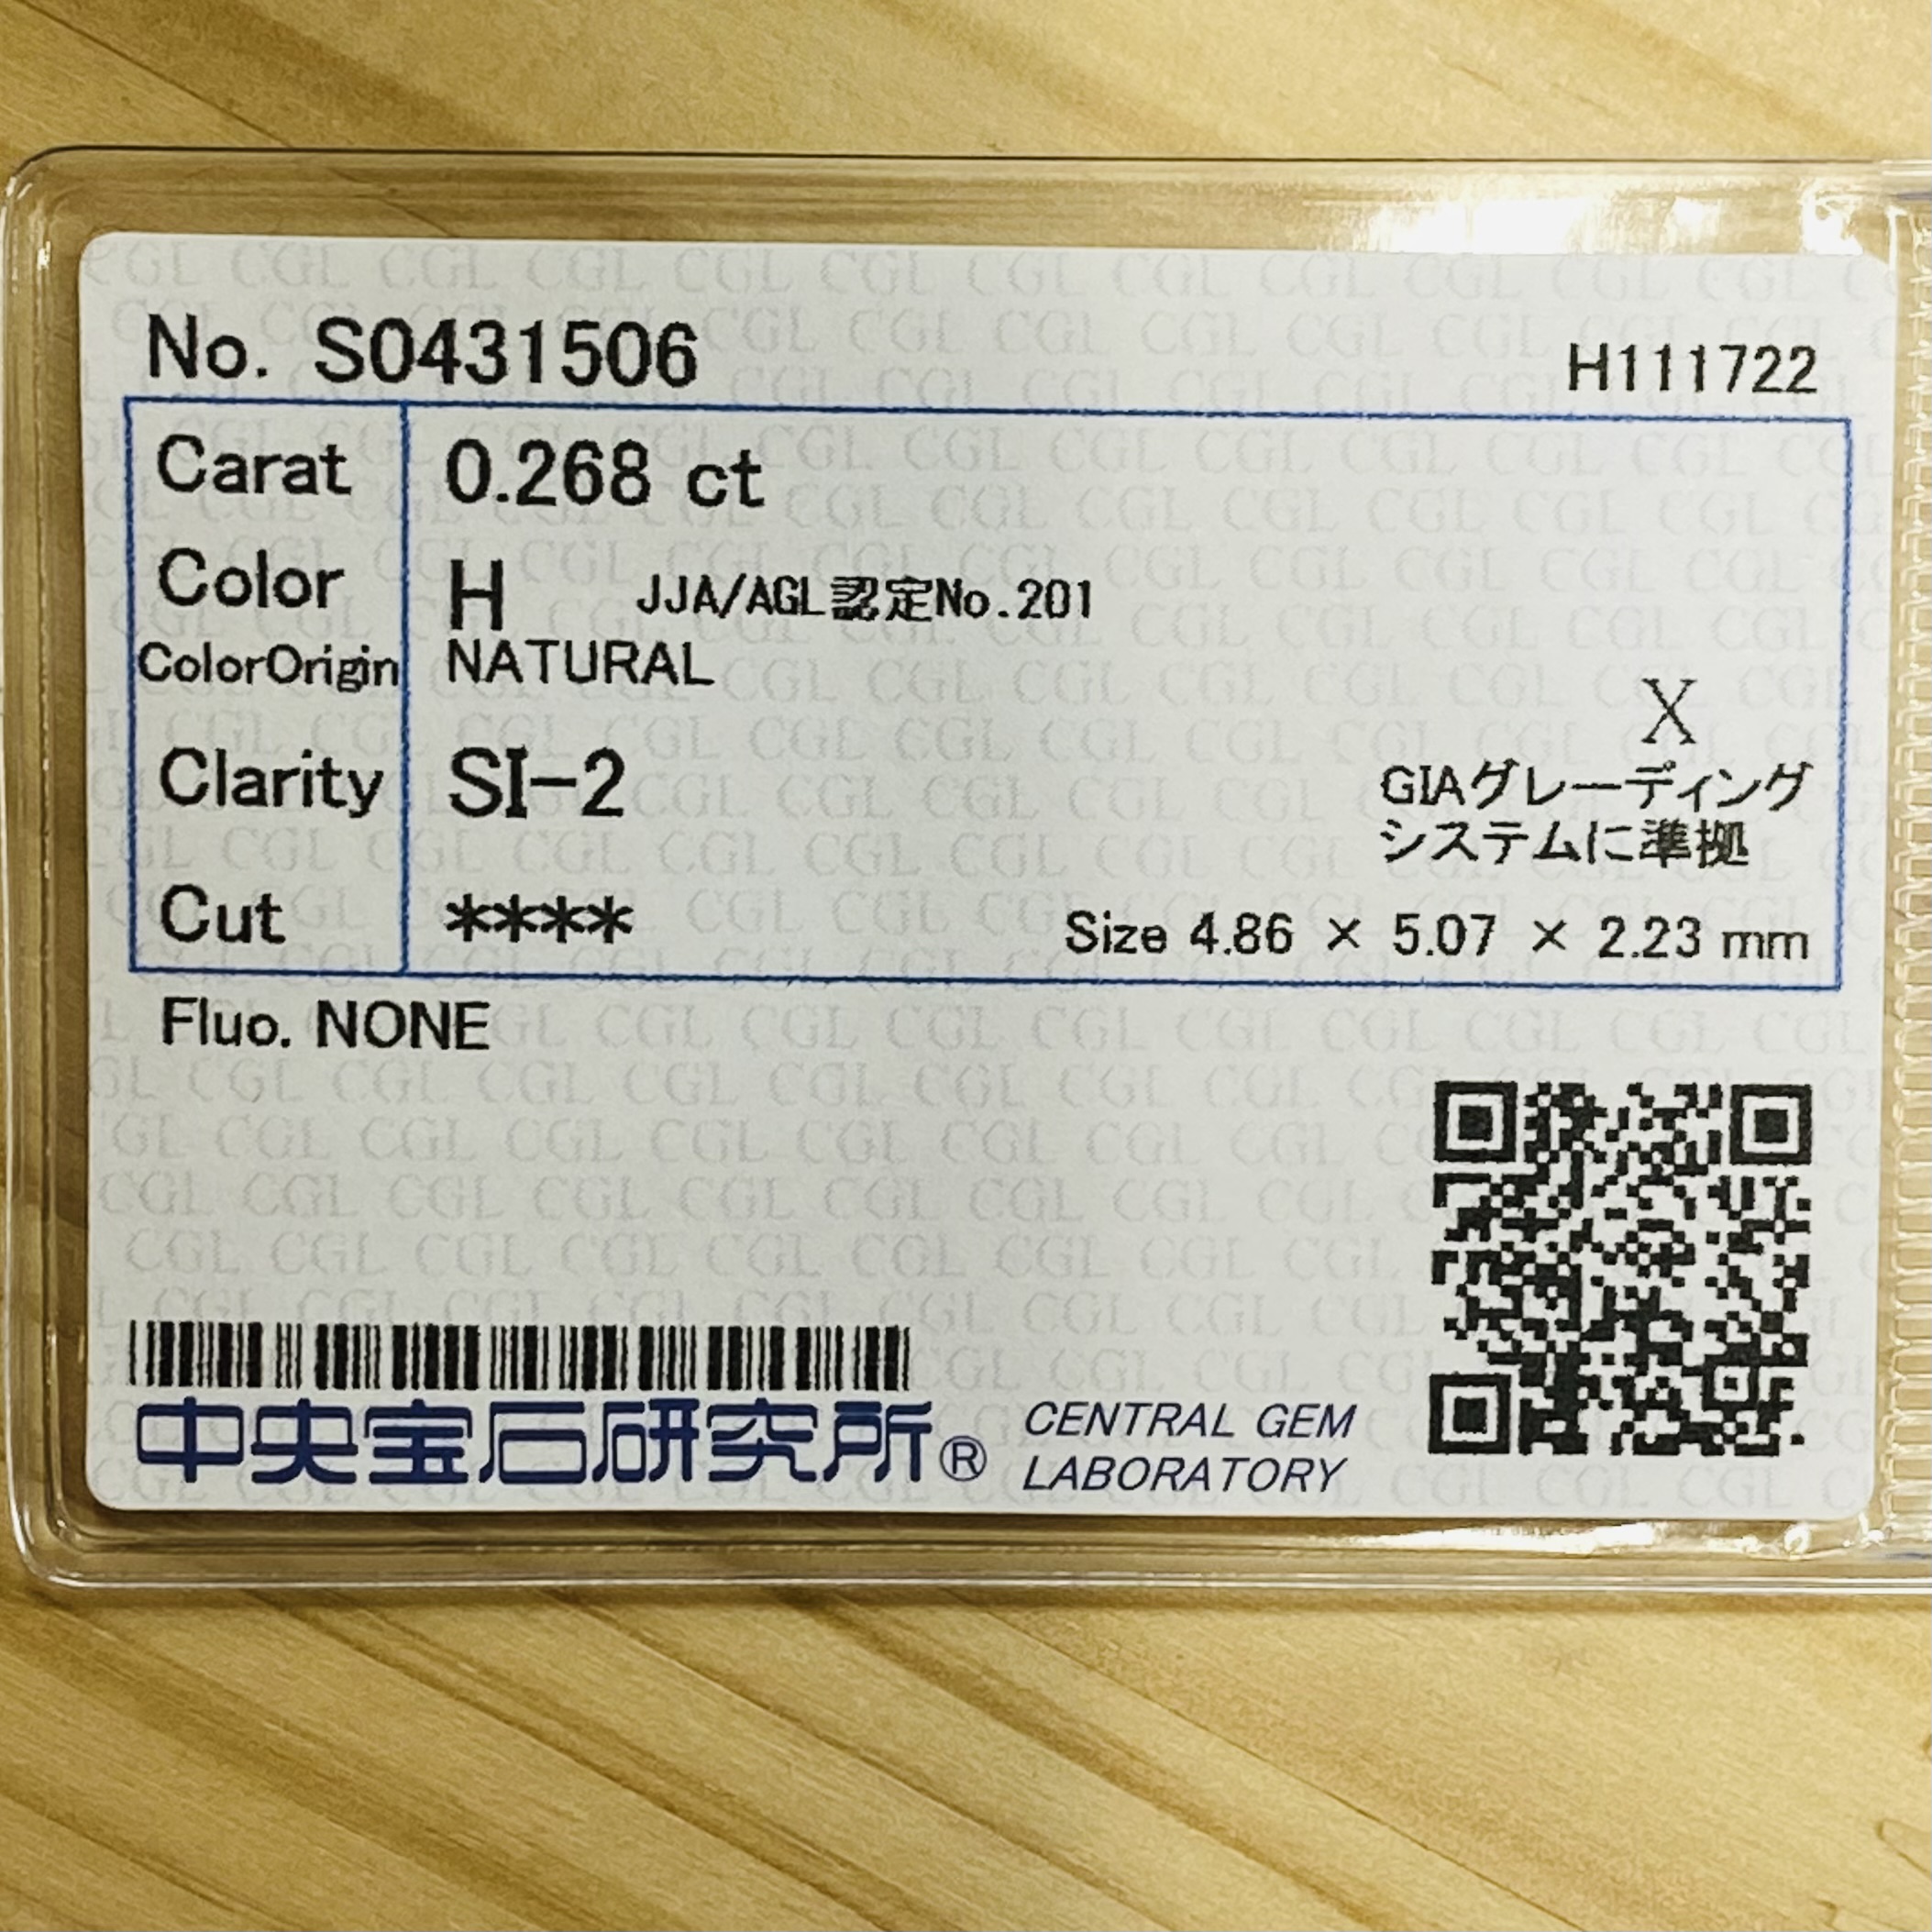 No. S0431506 H111722
Carat 0.268 ct
Color H JJA/AGL認定No.201
ColorOrigin NATURAL
X
Clarity SI-2 GIAグレーディング
システムに準拠
Cut **** Size 4.86 × 5.07 × 2.23 mm
Fluo. NONE
中央宝石研究所® CENTRAL GEM
LABORATORY